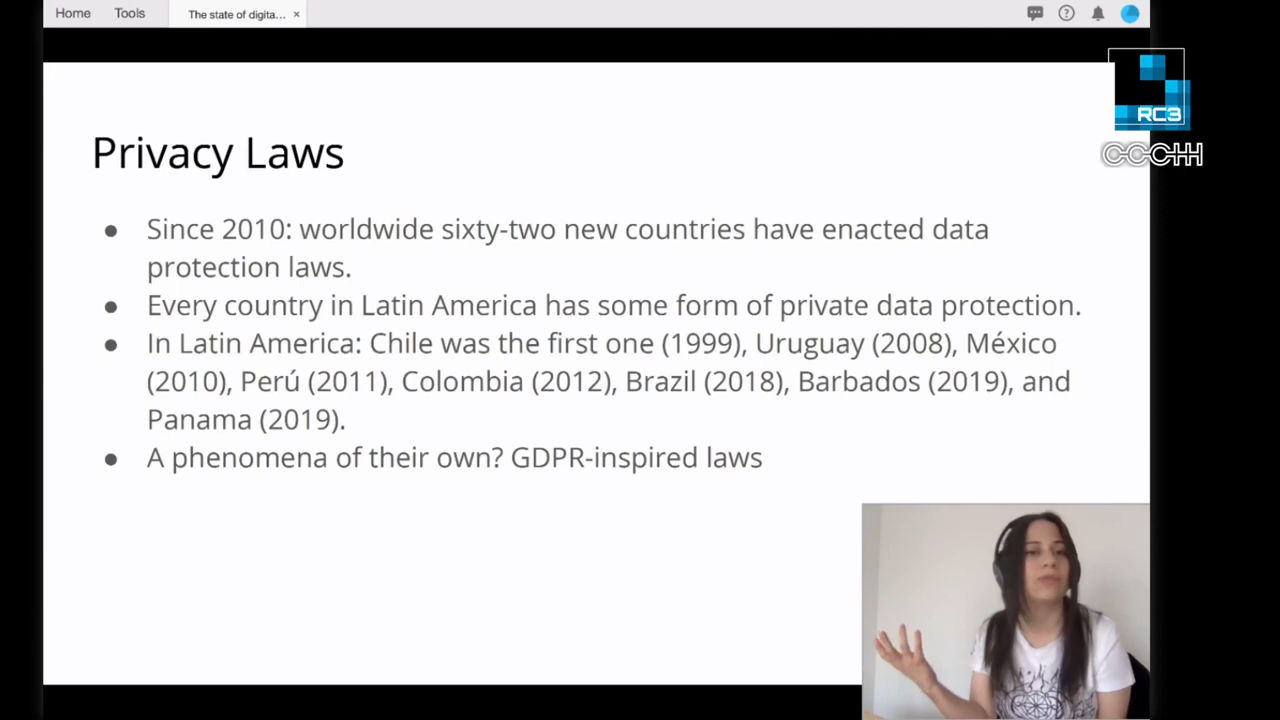 Home Tools The state of digita... ×
RC3
CCCHH
Privacy Laws
● Since 2010: worldwide sixty-two new countries have enacted data
protection laws.
● Every country in Latin America has some form of private data protection.
● In Latin America: Chile was the first one (1999), Uruguay (2008), México
(2010), Perú (2011), Colombia (2012), Brazil (2018), Barbados (2019), and
Panama (2019).
● A phenomena of their own? GDPR-inspired laws